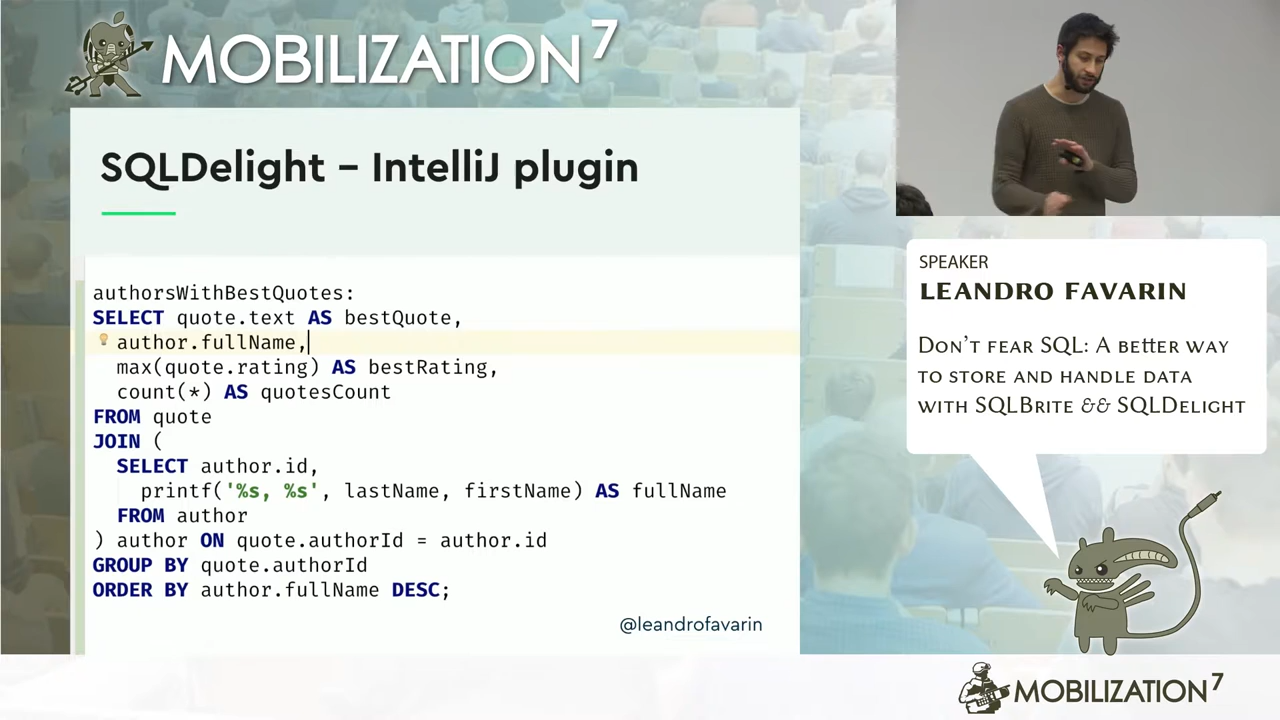 MOBILIZATION 7
SQLDelight – IntelliJ plugin
authorsWithBestQuotes:
SELECT quote.text AS bestQuote,
author.fullName,
max(quote.rating) AS bestRating,
count(*) AS quotesCount
FROM quote
JOIN (
SELECT author.id,
printf('%s, %s', lastName, firstName) AS fullName
FROM author
) author ON quote.authorId = author.id
GROUP BY quote.authorId
ORDER BY author.fullName DESC;
@leandrofavarin
SPEAKER
LEANDRO FAVARIN
DON'T FEAR SQL: A BETTER WAY
TO STORE AND HANDLE DATA
WITH SQLBRITE && SQLDELIGHT
MOBILIZATION 7